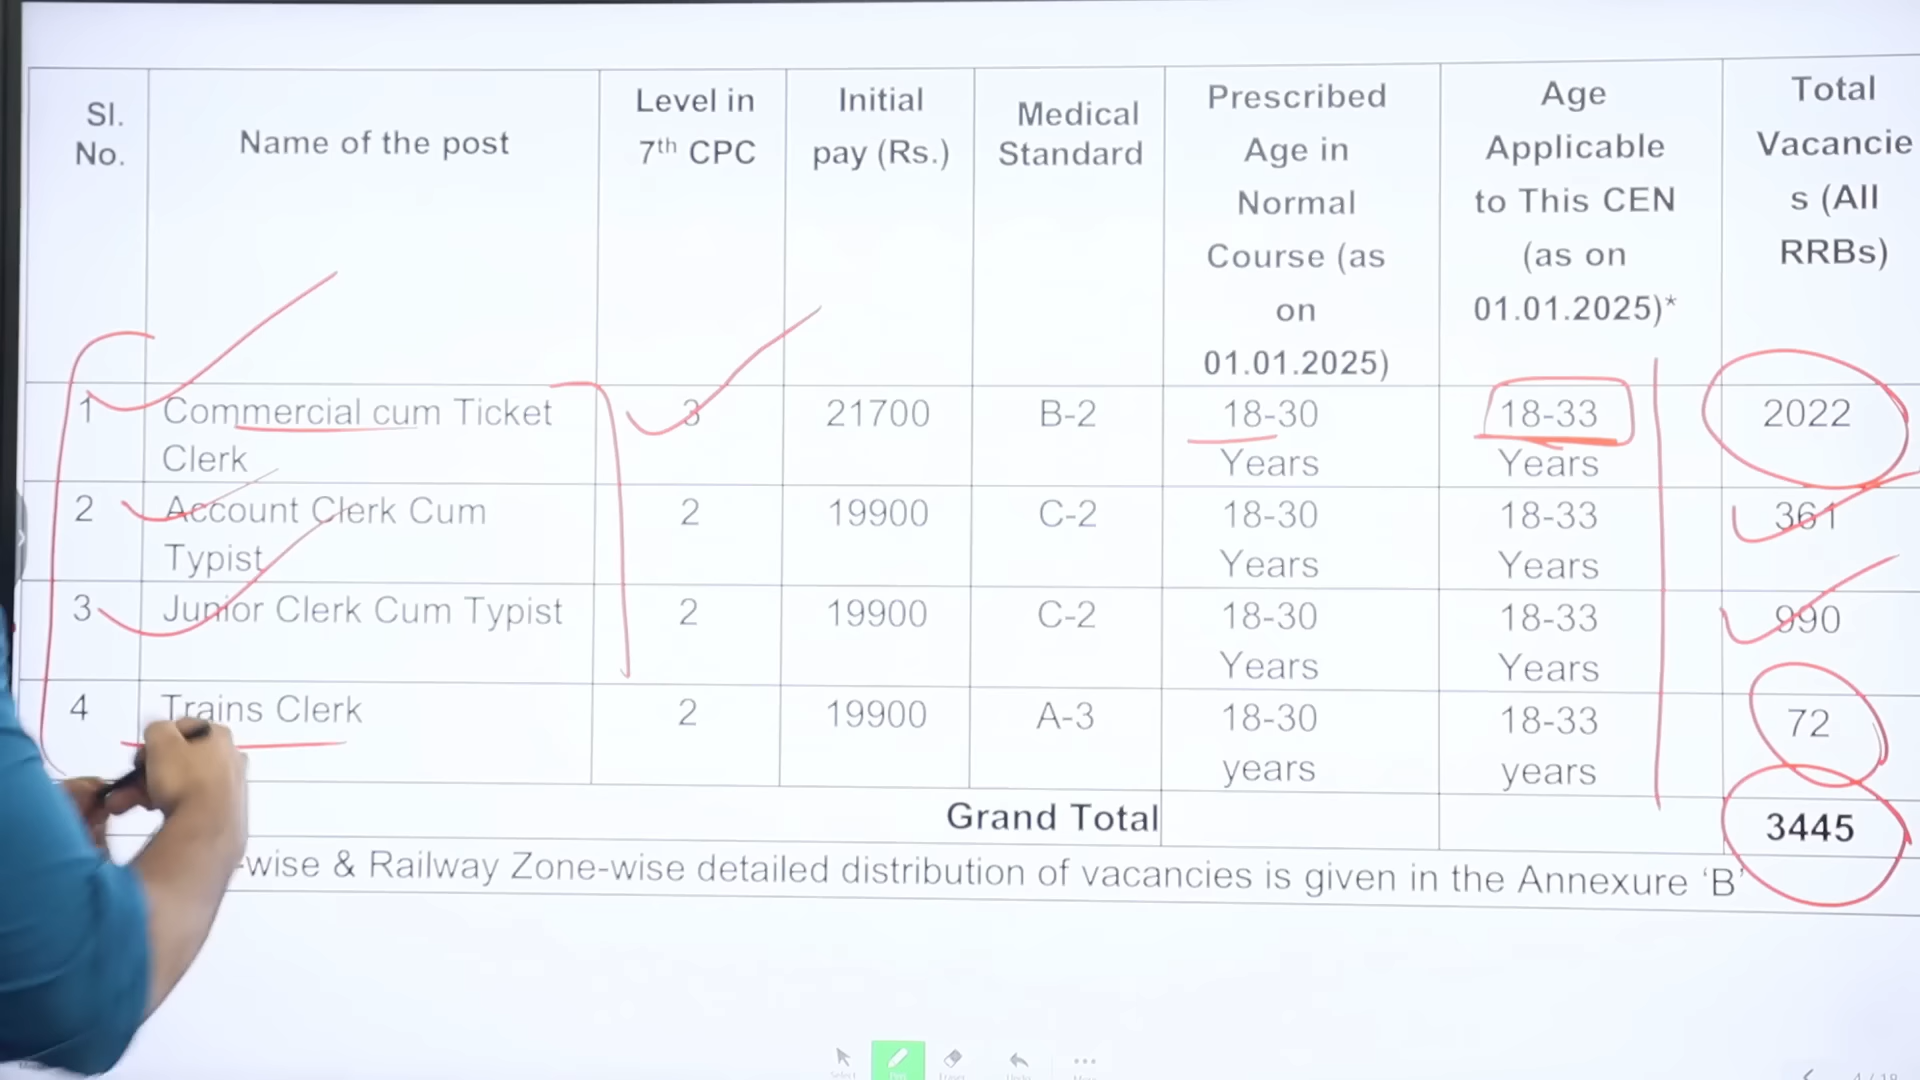 Sl. No.
Name of the post
Level in 7th CPC
Initial pay (Rs.)
Medical Standard
Prescribed Age in Normal Course (as on 01.01.2025)
Age Applicable to This CEN (as on 01.01.2025)*
Total Vacancies (All RRBs)
1 Commercial cum Ticket Clerk 3 21700 B-2 18-30 Years 18-33 Years 2022
2 Account Clerk Cum Typist 2 19900 C-2 18-30 Years 18-33 Years 361
3 Junior Clerk Cum Typist 2 19900 C-2 18-30 Years 18-33 Years 990
4 Trains Clerk 2 19900 A-3 18-30 years 18-33 years 72
Grand Total 3445
-wise & Railway Zone-wise detailed distribution of vacancies is given in the Annexure ‘B’